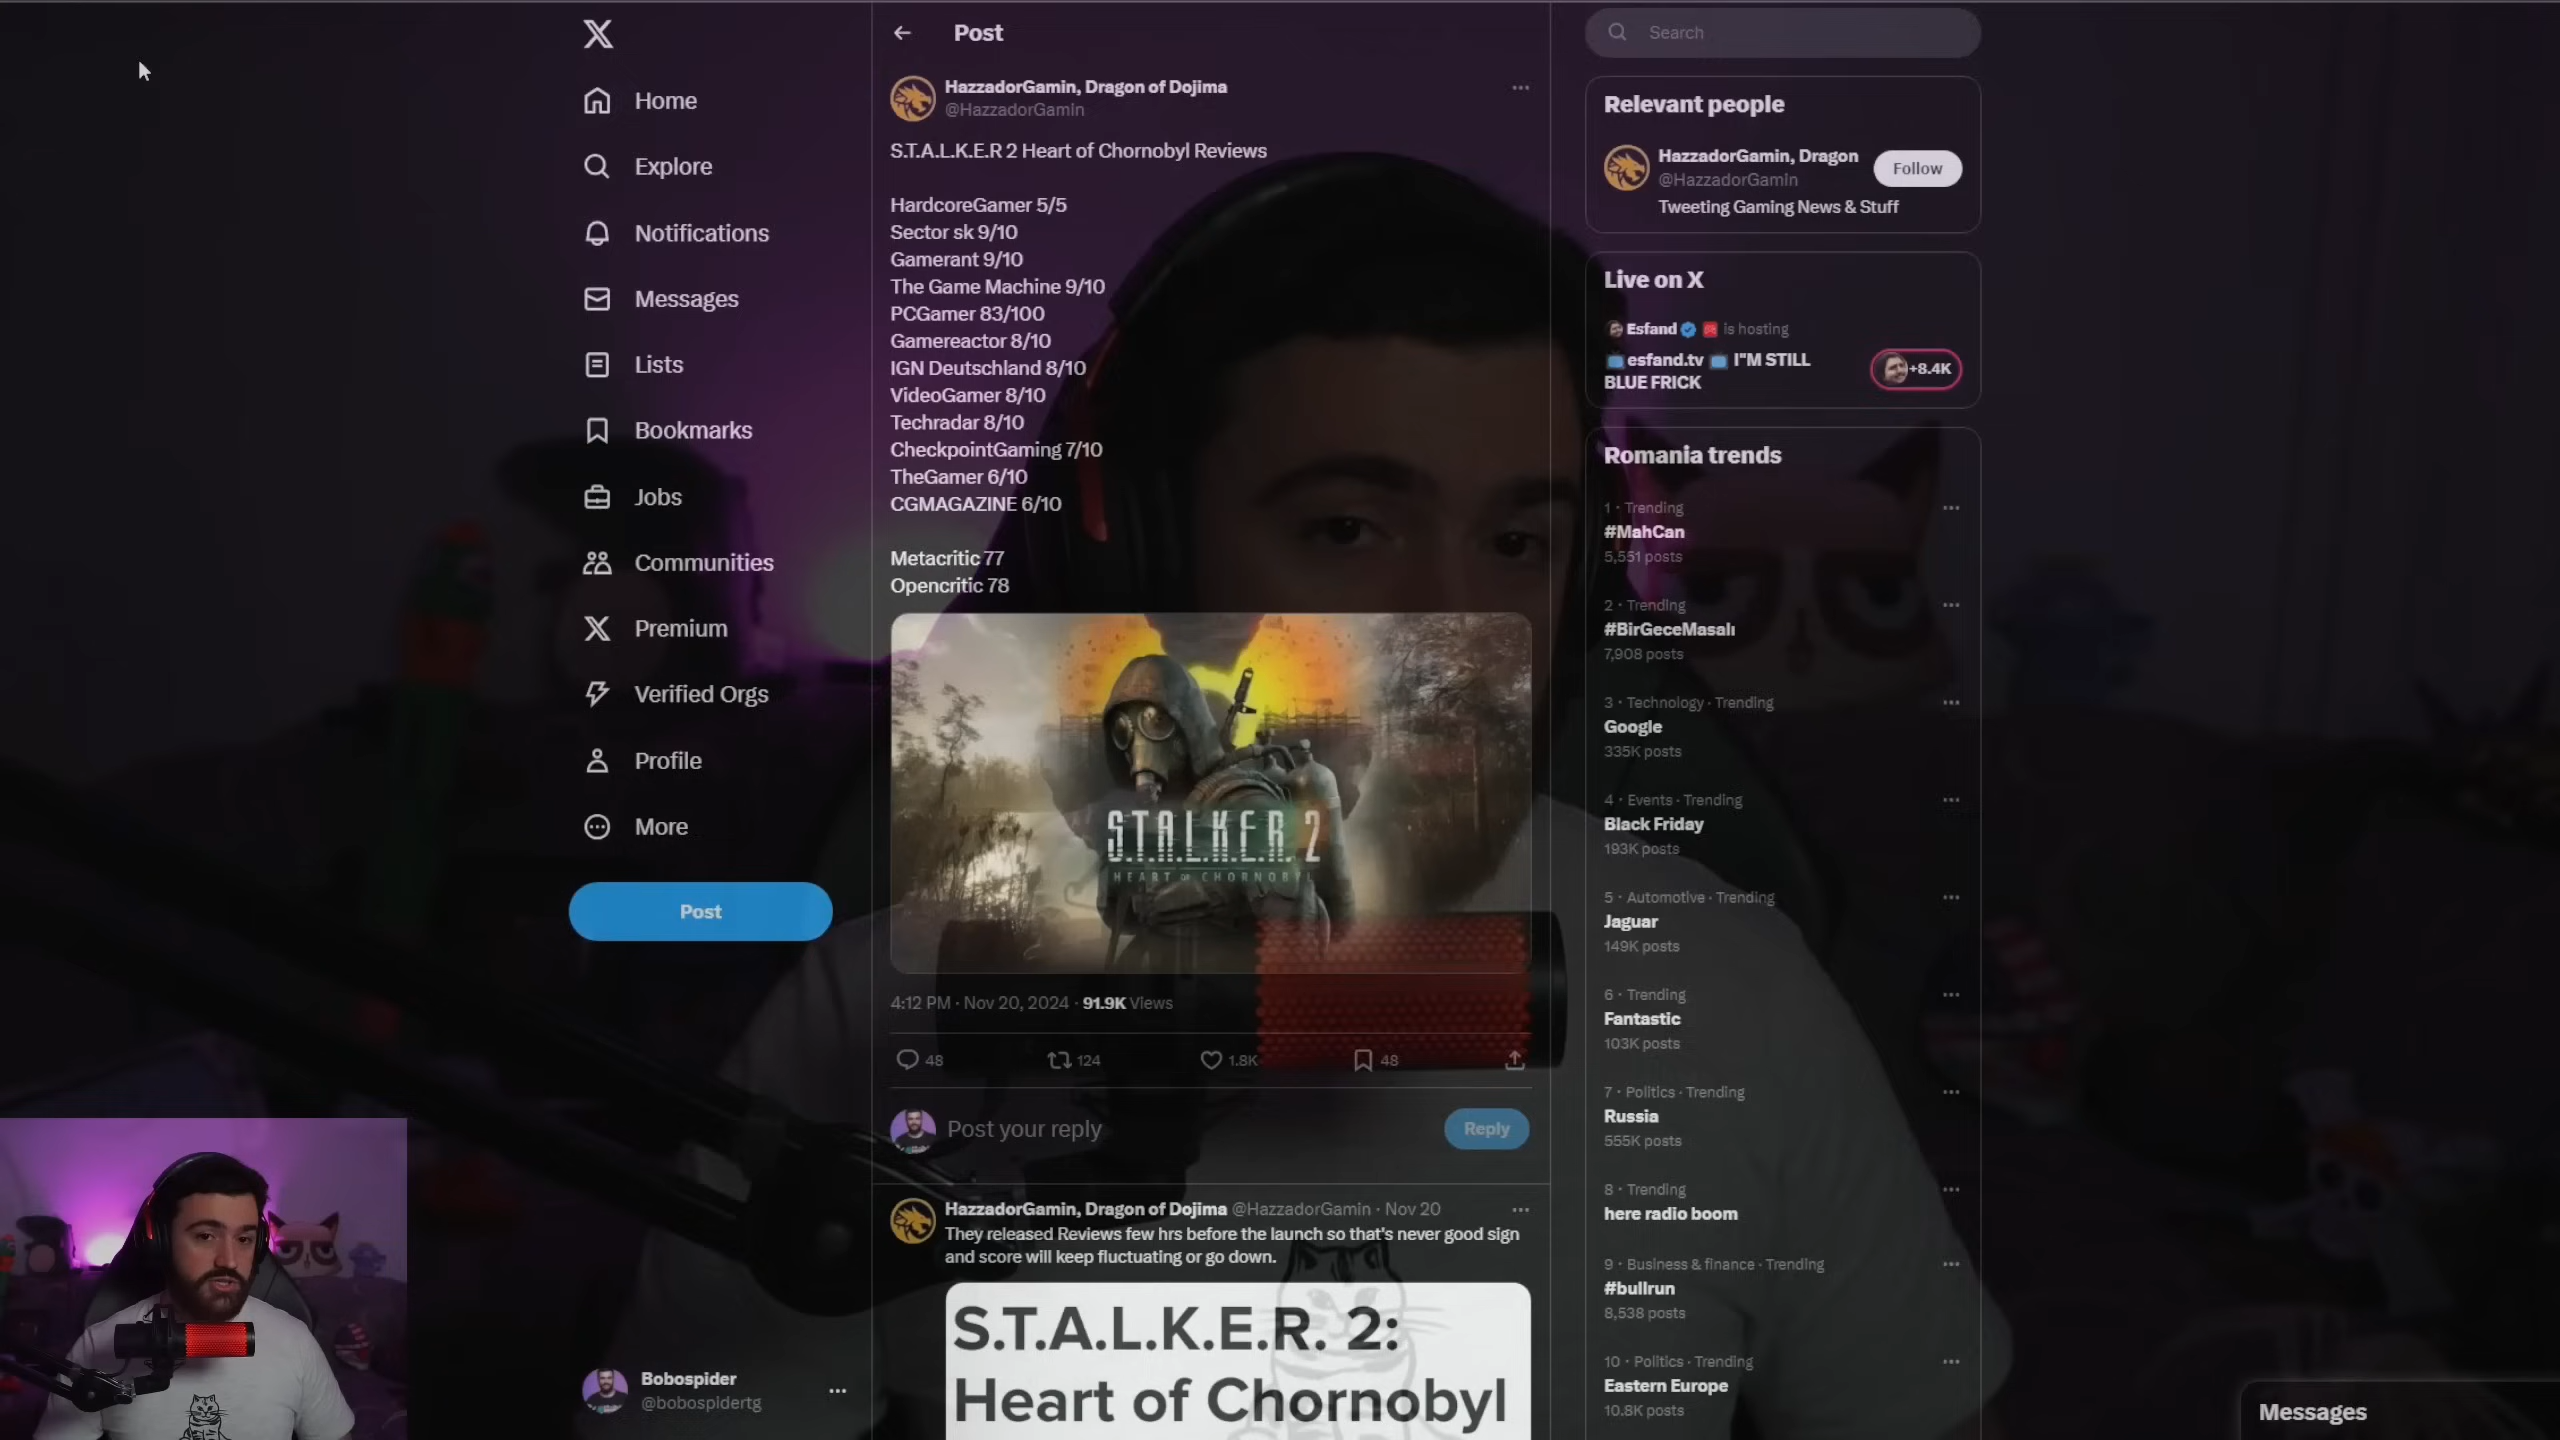 Home
Explore
Notifications
Messages
Lists
Bookmarks
Jobs
Communities
Premium
Verified Orgs
Profile
More
Post
Bobospider
@bobospidertg
Post
HazzadorGamin, Dragon of Dojima
@HazzadorGamin
S.T.A.L.K.E.R 2 Heart of Chornobyl Reviews
HardcoreGamer 5/5
Sector sk 9/10
Gamerant 9/10
The Game Machine 9/10
PCGamer 83/100
Gamereactor 8/10
IGN Deutschland 8/10
VideoGamer 8/10
Techradar 8/10
CheckpointGaming 7/10
TheGamer 6/10
CGMAGAZINE 6/10
Metacritic 77
Opencritic 78
S.T.A.L.K.E.R. 2
HEART OF CHORNOBYL
4:12 PM · Nov 20, 2024 · 91.9K Views
48 124 1.8K 48
Post your reply
Reply
HazzadorGamin, Dragon of Dojima @HazzadorGamin · Nov 20
They released Reviews few hrs before the launch so that's never good sign
and score will keep fluctuating or go down.
S.T.A.L.K.E.R. 2:
Heart of Chornobyl
Search
Relevant people
HazzadorGamin, Dragon
@HazzadorGamin
Follow
Tweeting Gaming News & Stuff
Live on X
Esfand is hosting
esfand.tv I"M STILL
BLUE FRICK
+8.4K
Romania trends
1 · Trending
#MahCan
5,551 posts
2 · Trending
#BirGeceMasalı
7,908 posts
3 · Technology · Trending
Google
335K posts
4 · Events · Trending
Black Friday
193K posts
5 · Automotive · Trending
Jaguar
149K posts
6 · Trending
Fantastic
103K posts
7 · Politics · Trending
Russia
555K posts
8 · Trending
here radio boom
9 · Business & finance · Trending
#bullrun
8,538 posts
10 · Politics · Trending
Eastern Europe
10.8K posts
Messages